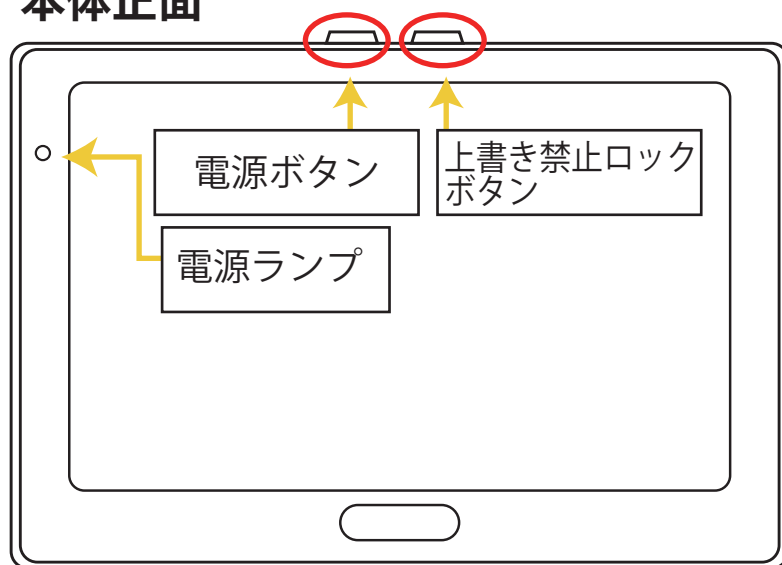 本体正面
電源ボタン
上書き禁止ロック
ボタン
電源ランプ